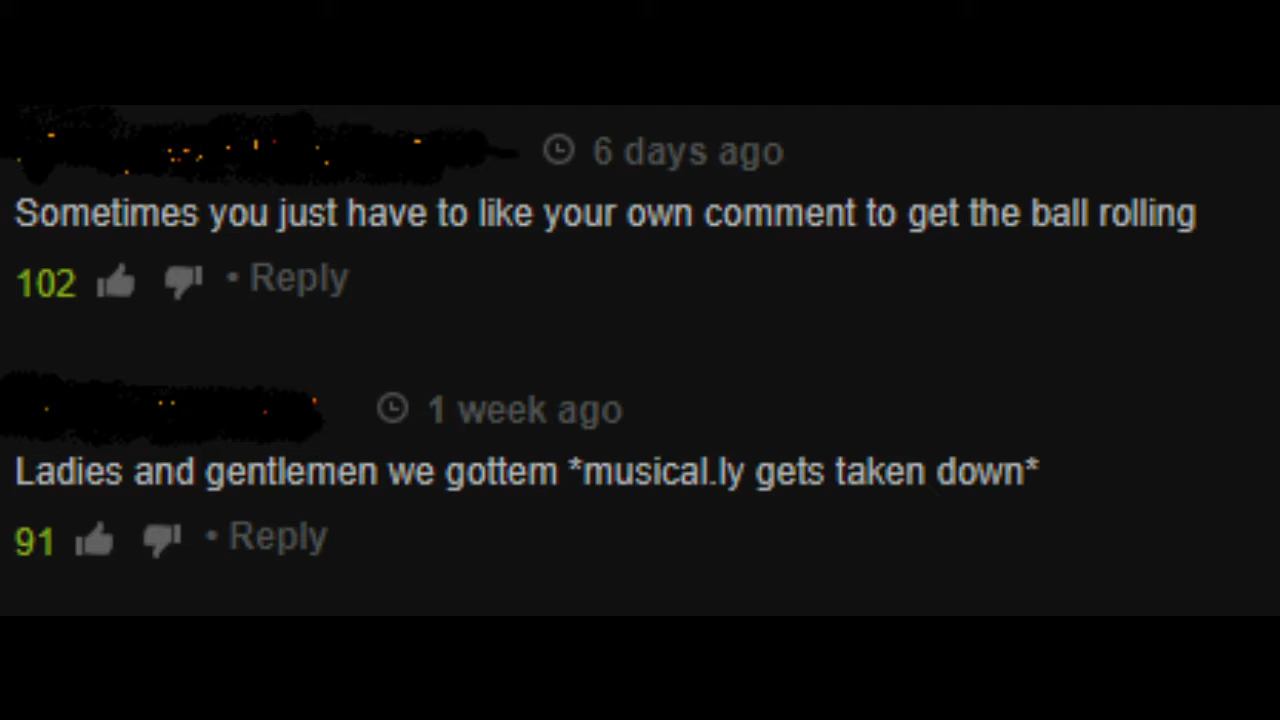 6 days ago
Sometimes you just have to like your own comment to get the ball rolling
102 • Reply
1 week ago
Ladies and gentlemen we gottem *musical.ly gets taken down*
91 • Reply